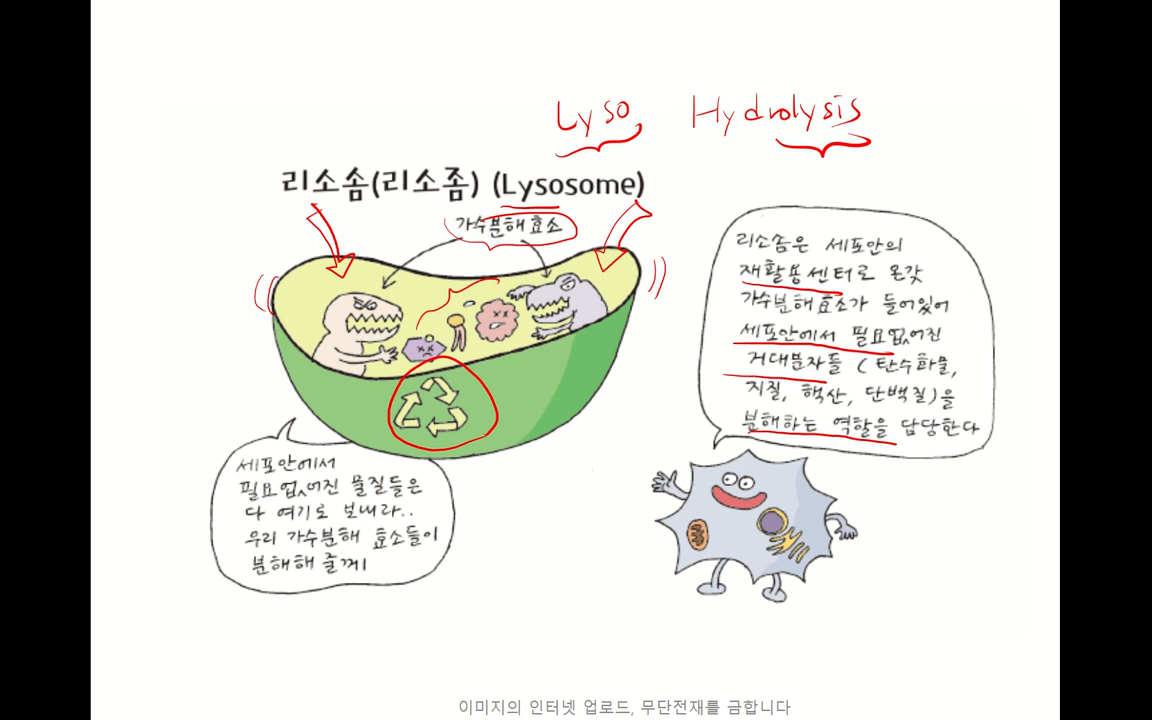 Lyso Hydrolysis
리소솜(리소좀) (Lysosome)
가수분해효소
리소솜은 세포안의
재활용센터로 온갖
가수분해효소가 들어있어
세포안에서 필요없어진
거대분자들 (탄수화물,
지질, 핵산, 단백질)을
분해하는 역할을 담당한다
세포안에서
필요없어진 물질들은
다 여기로 보내라..
우리 가수분해 효소들이
분해해 줄께!
이미지의 인터넷 업로드, 무단전재를 금합니다